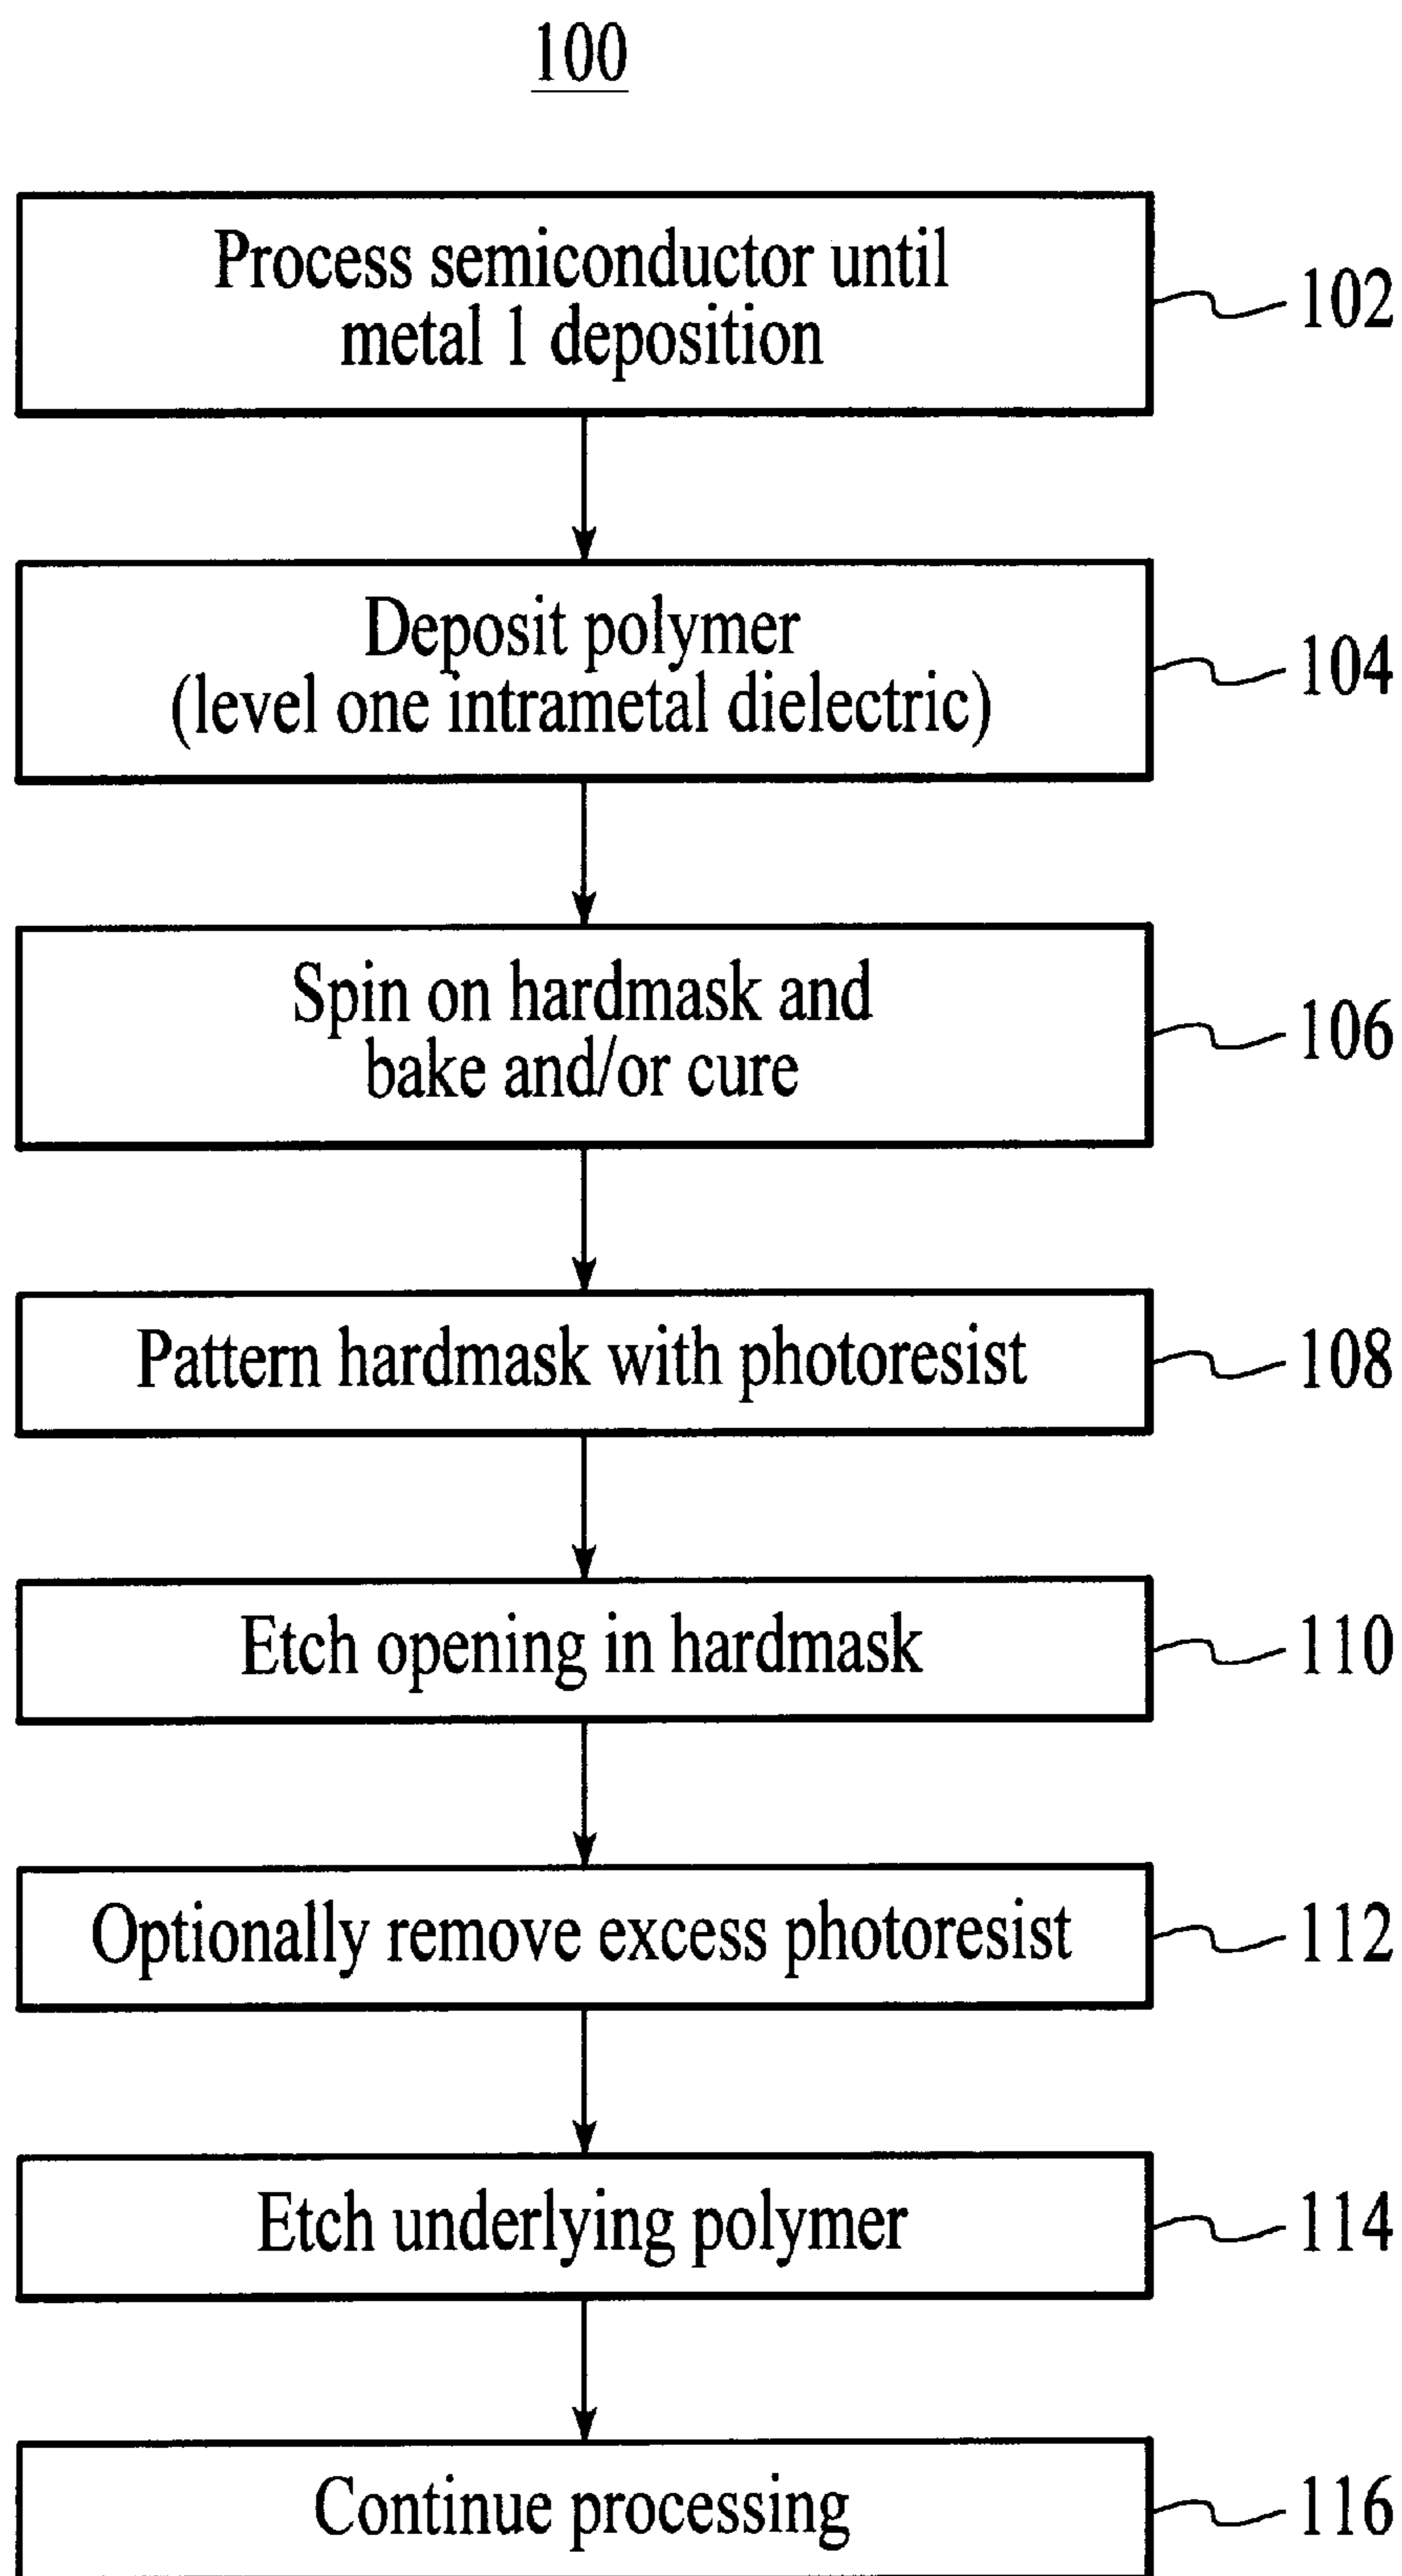 100
Process semiconductor until
metal 1 deposition
102
Deposit polymer
(level one intrametal dielectric)
104
Spin on hardmask and
bake and/or cure
106
Pattern hardmask with photoresist
108
Etch opening in hardmask
110
Optionally remove excess photoresist
112
Etch underlying polymer
114
Continue processing
116